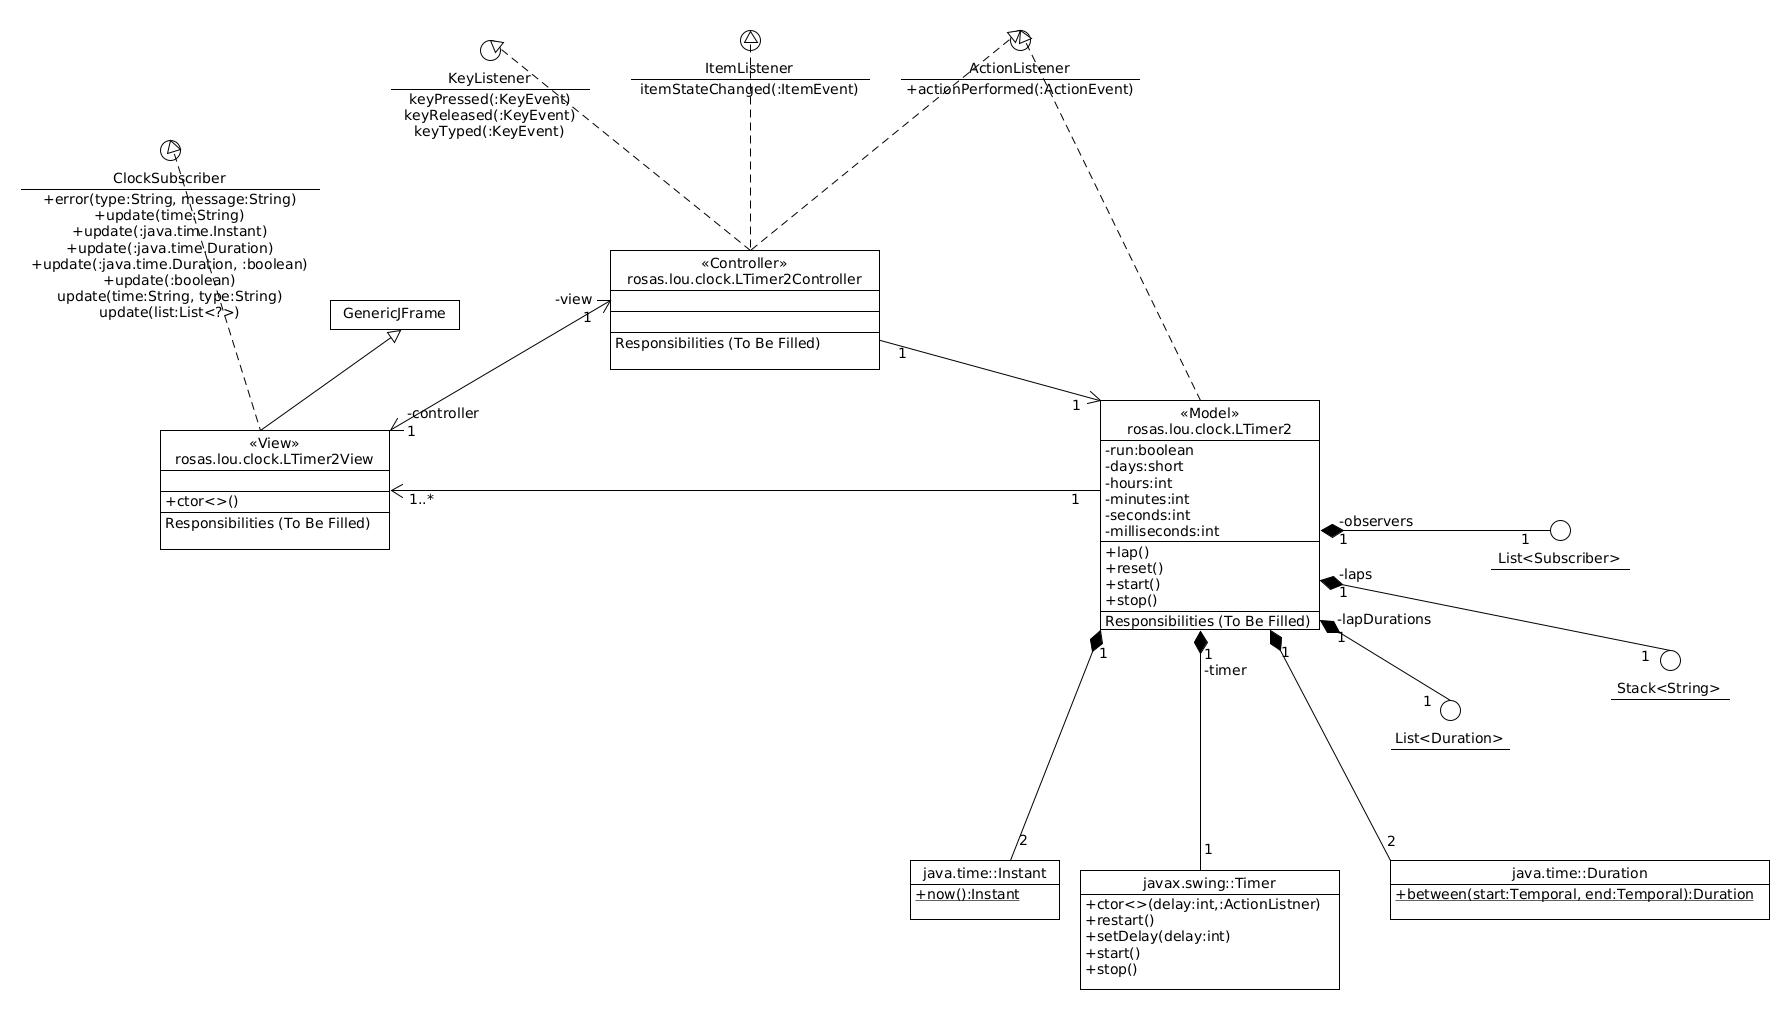 KeyListener
keyPressed(:KeyEvent)
keyReleased(:KeyEvent)
keyTyped(:KeyEvent)
ItemListener
itemStateChanged(:ItemEvent)
ActionListener
+actionPerformed(:ActionEvent)
ClockSubscriber
+error(type:String, message:String)
+update(time:String)
+update(:java.time.Instant)
+update(:java.time.Duration)
+update(:java.time.Duration, :boolean)
+update(:boolean)
update(time:String, type:String)
update(list:List<?>)
GenericJFrame
«Controller»
rosas.lou.clock.LTimer2Controller
Responsibilities (To Be Filled)
-view
1
-controller
1
1
1
«View»
rosas.lou.clock.LTimer2View
+ctor<>()
Responsibilities (To Be Filled)
1..*
1
«Model»
rosas.lou.clock.LTimer2
-run:boolean
-days:short
-hours:int
-minutes:int
-seconds:int
-milliseconds:int
+lap()
+reset()
+start()
+stop()
Responsibilities (To Be Filled)
-observers
1
1
List<Subscriber>
-laps
1
1
Stack<String>
-lapDurations
1
1
List<Duration>
1
2
1
-timer
1
1
2
java.time::Instant
+now():Instant
javax.swing::Timer
+ctor<>(delay:int,:ActionListner)
+restart()
+setDelay(delay:int)
+start()
+stop()
java.time::Duration
+between(start:Temporal, end:Temporal):Duration